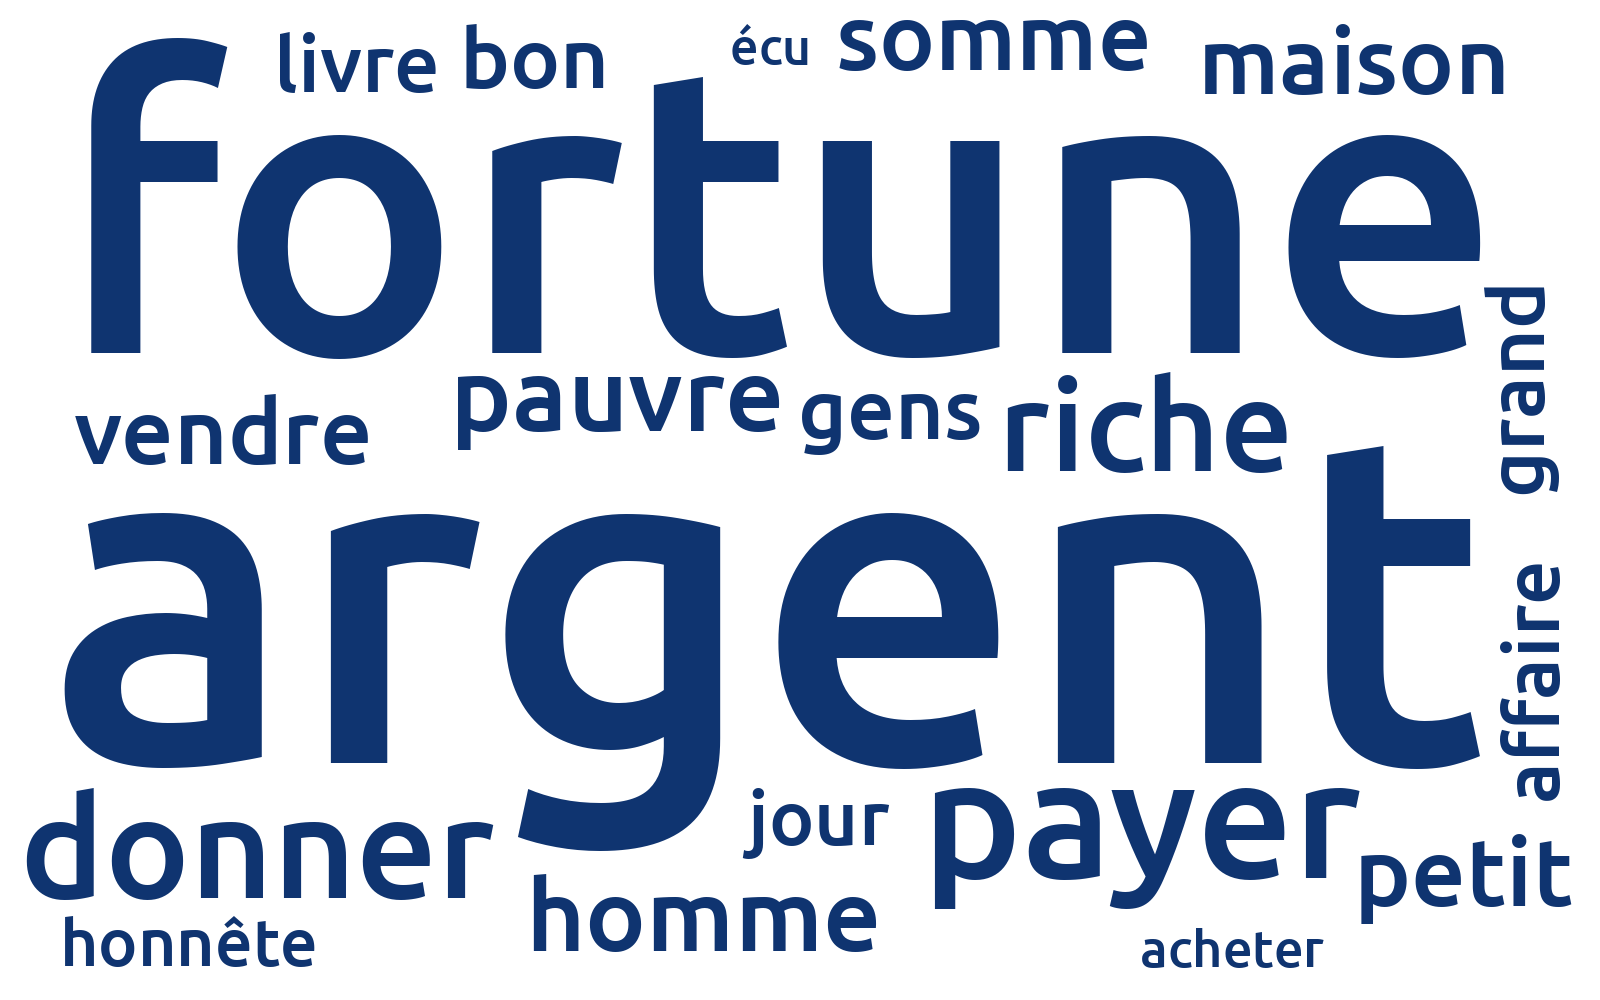 livre bon écu somme maison
fortune
grand
vendre pauvre gens riche
argent
affaire
donner jour payer
petit
honnête homme acheter